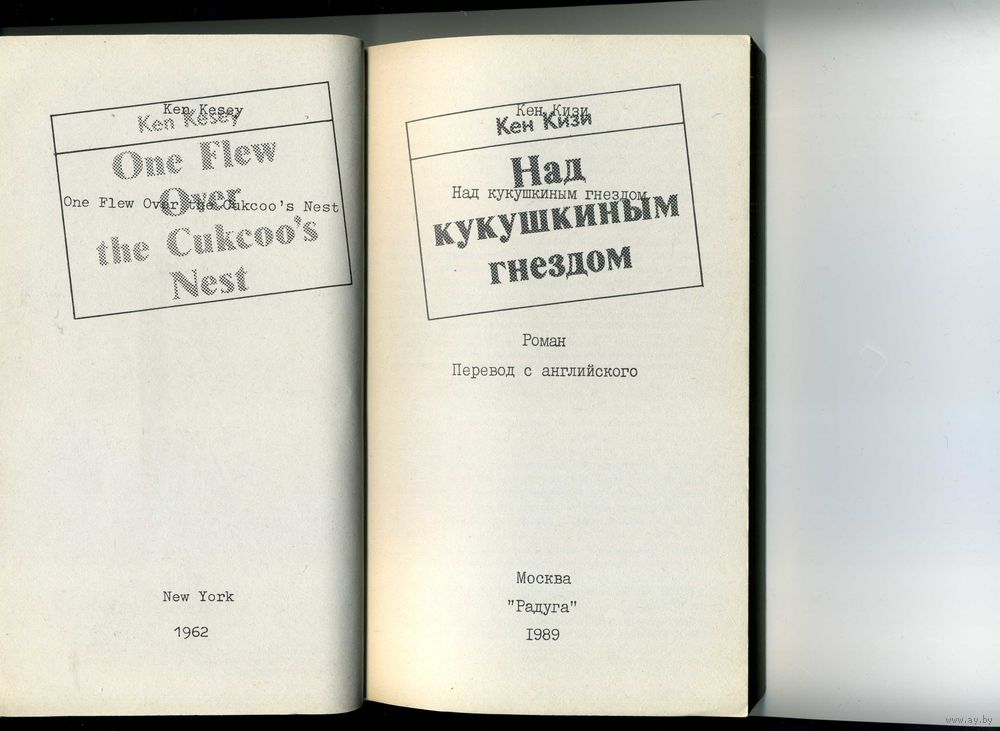 Ken Kesey
Ken Kesey
One Flew
Over
One Flew Over the Cukcoo's Nest
the Cukcoo's
Nest
New York
1962
Кен Кизи
Кен Кизи
Над
Над кукушкиным гнездом
кукушкиным
гнездом
Роман
Перевод с английского
Москва
"Радуга"
I989
www.ay.by